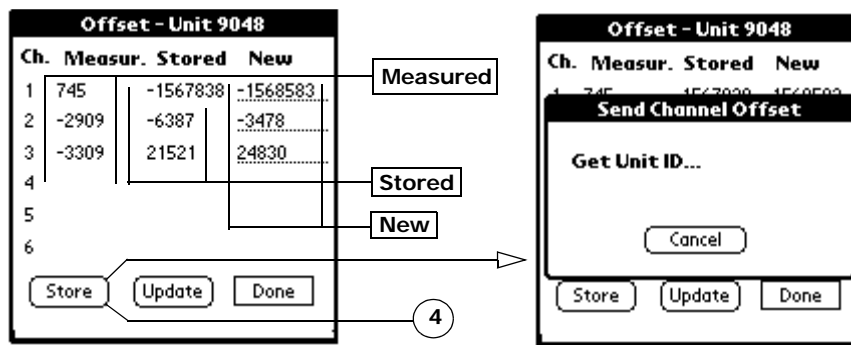 Offset - Unit 9048
Ch. Measur. Stored New
1 745 -1567838 -1568583
2 -2909 -6387 -3478
3 -3309 21521 24830
4
5
6
Store Update Done
Measured
Stored
New
4
Offset - Unit 9048
Ch. Measur. Stored New
Send Channel Offset
Get Unit ID...
Cancel
Store Update Done